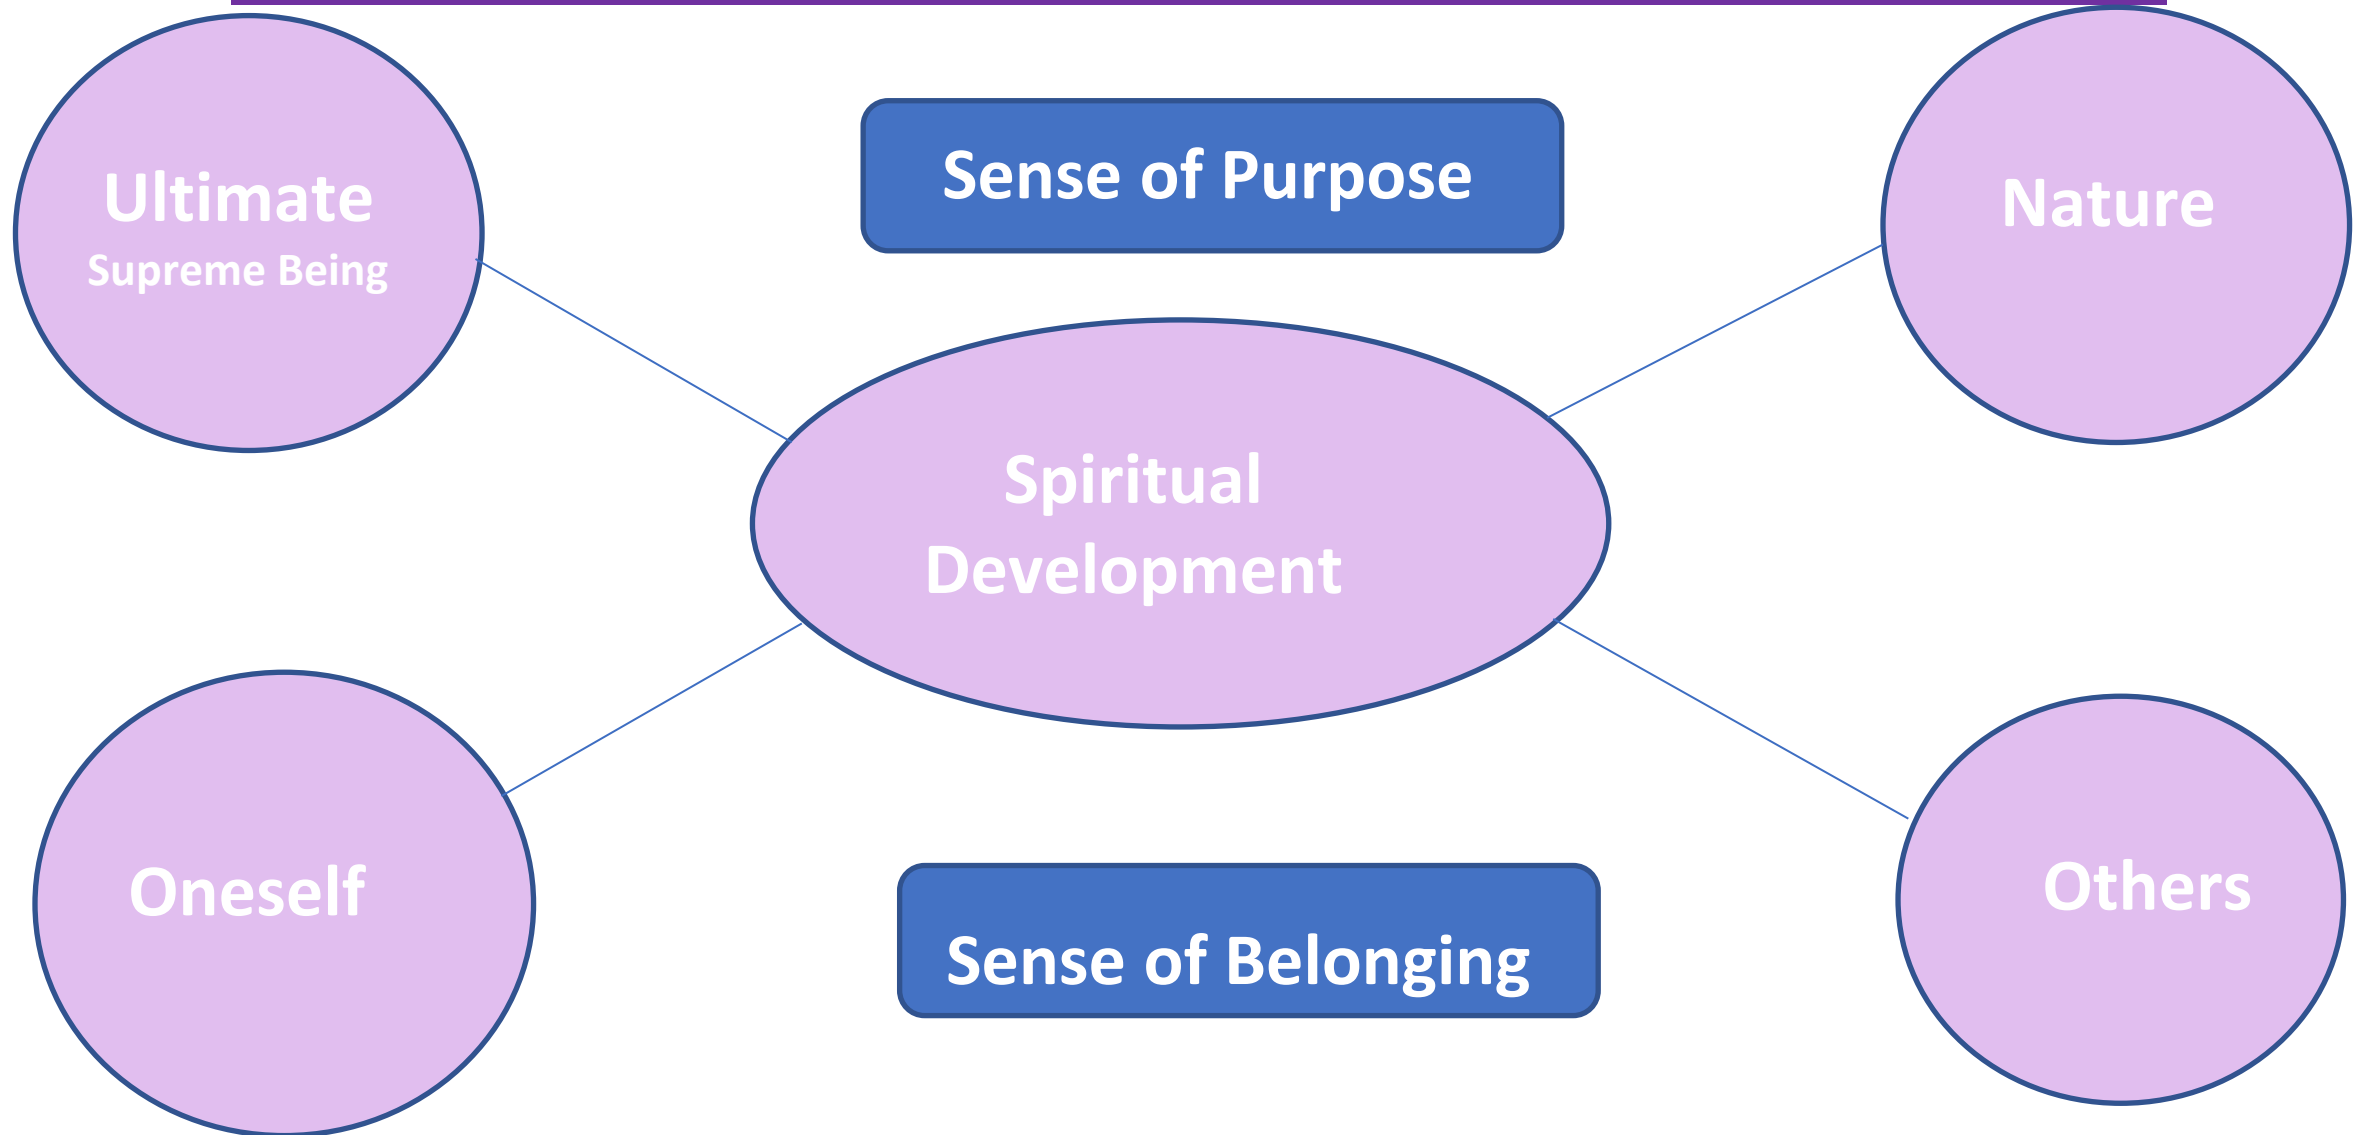 Ultimate
Supreme Being
Sense of Purpose
Nature
Spiritual
Development
Oneself
Others
Sense of Belonging